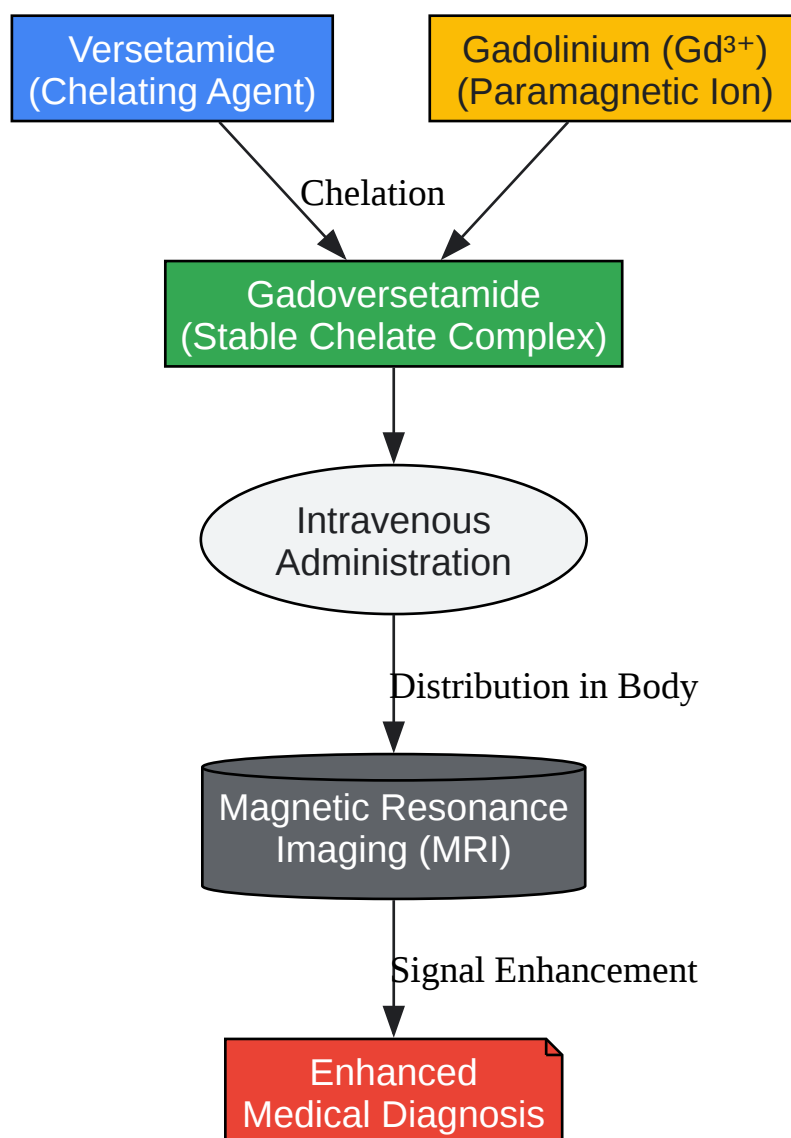 Versetamide
(Chelating Agent)
Gadolinium (Gd³⁺)
(Paramagnetic Ion)
Chelation
Gadoversetamide
(Stable Chelate Complex)
Intravenous
Administration
Distribution in Body
Magnetic Resonance
Imaging (MRI)
Signal Enhancement
Enhanced
Medical Diagnosis